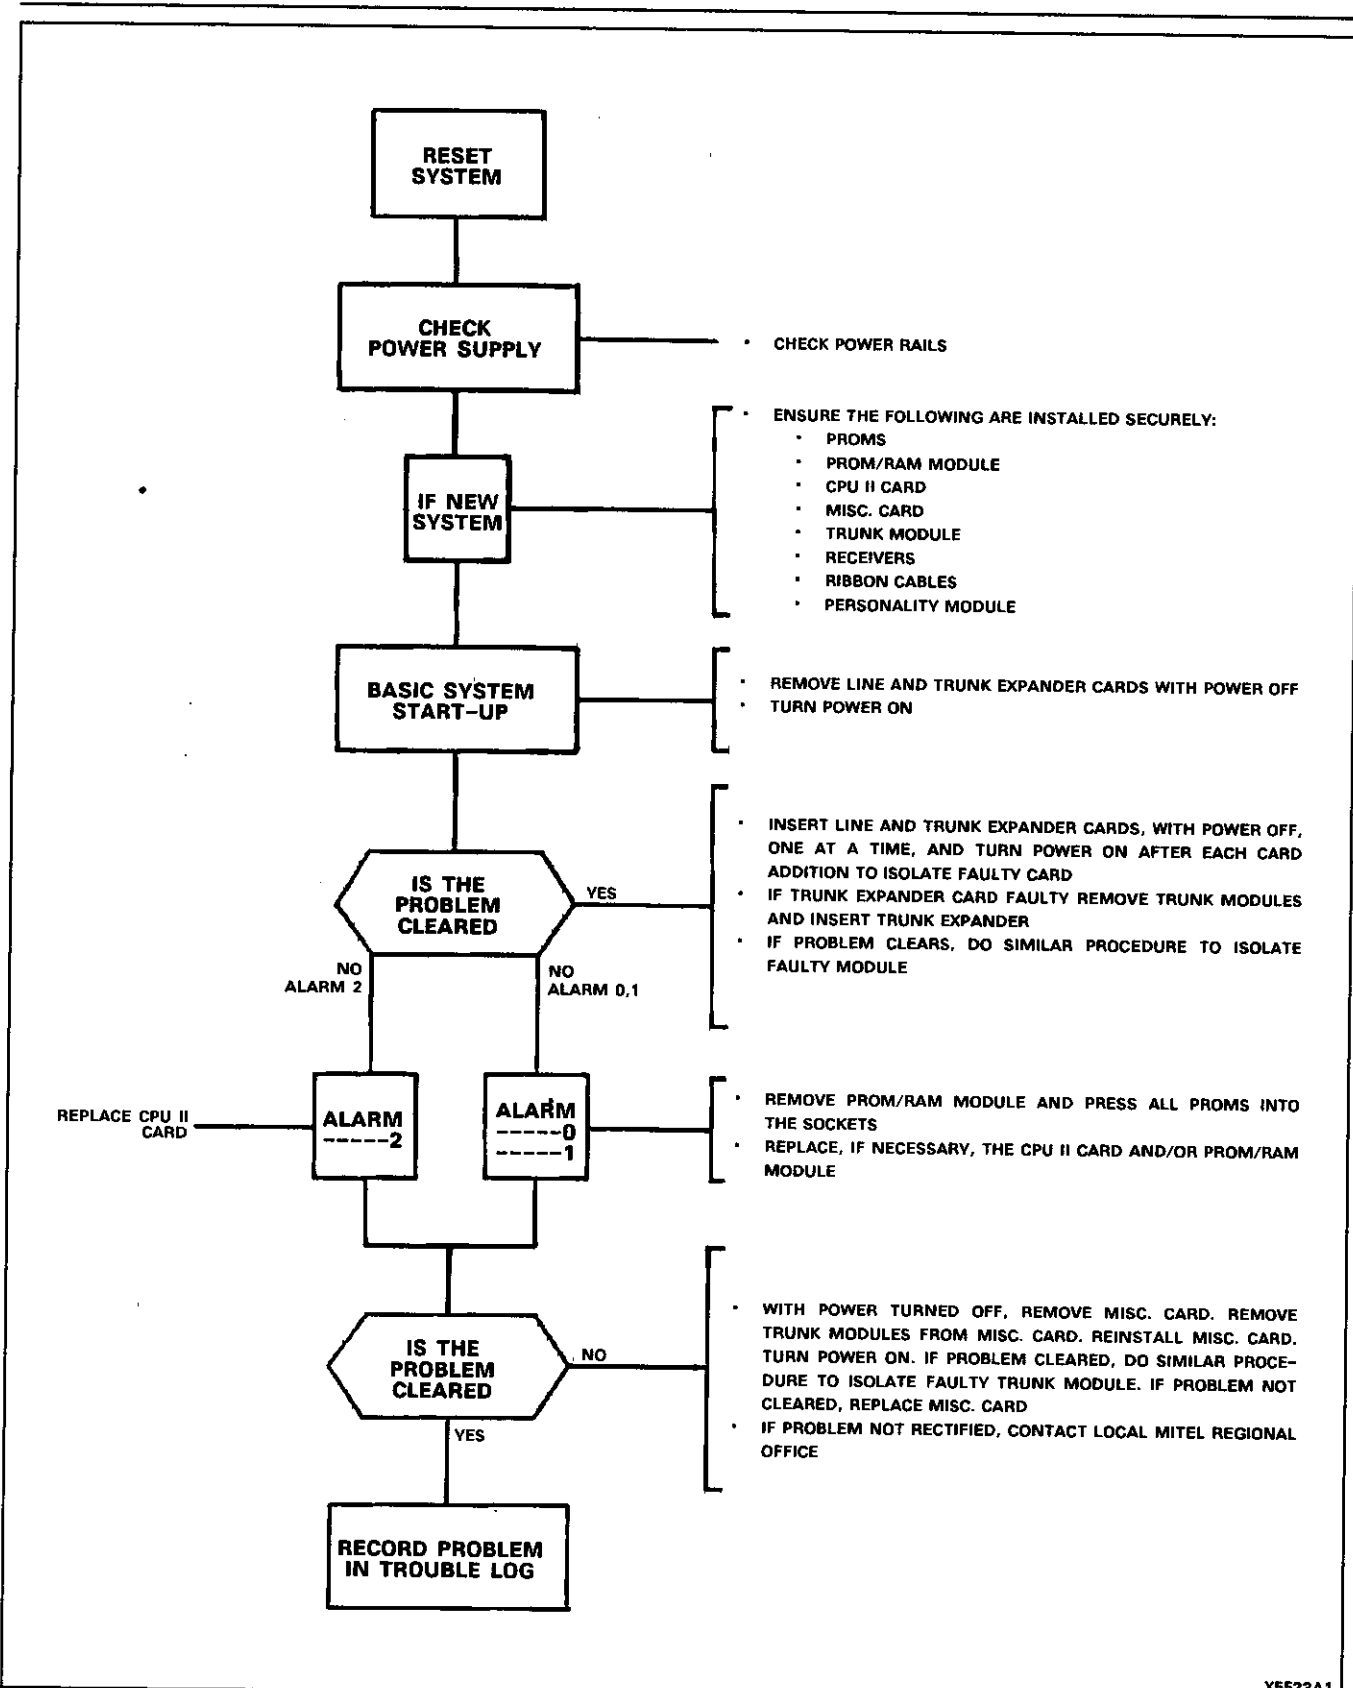 RESET
SYSTEM
CHECK
POWER SUPPLY
· CHECK POWER RAILS
IF NEW
SYSTEM
· ENSURE THE FOLLOWING ARE INSTALLED SECURELY:
· PROMS
· PROM/RAM MODULE
· CPU II CARD
· MISC. CARD
· TRUNK MODULE
· RECEIVERS
· RIBBON CABLES
· PERSONALITY MODULE
BASIC SYSTEM
START-UP
· REMOVE LINE AND TRUNK EXPANDER CARDS WITH POWER OFF
· TURN POWER ON
IS THE
PROBLEM
CLEARED
YES
· INSERT LINE AND TRUNK EXPANDER CARDS, WITH POWER OFF,
ONE AT A TIME, AND TURN POWER ON AFTER EACH CARD
ADDITION TO ISOLATE FAULTY CARD
· IF TRUNK EXPANDER CARD FAULTY REMOVE TRUNK MODULES
AND INSERT TRUNK EXPANDER
· IF PROBLEM CLEARS, DO SIMILAR PROCEDURE TO ISOLATE
FAULTY MODULE
NO
ALARM 2
NO
ALARM 0,1
REPLACE CPU II
CARD
ALARM
-----2
ALARM
-----0
-----1
· REMOVE PROM/RAM MODULE AND PRESS ALL PROMS INTO
THE SOCKETS
· REPLACE, IF NECESSARY, THE CPU II CARD AND/OR PROM/RAM
MODULE
IS THE
PROBLEM
CLEARED
NO
YES
· WITH POWER TURNED OFF, REMOVE MISC. CARD. REMOVE
TRUNK MODULES FROM MISC. CARD. REINSTALL MISC. CARD.
TURN POWER ON. IF PROBLEM CLEARED, DO SIMILAR PROCE-
DURE TO ISOLATE FAULTY TRUNK MODULE. IF PROBLEM NOT
CLEARED, REPLACE MISC. CARD
· IF PROBLEM NOT RECTIFIED, CONTACT LOCAL MITEL REGIONAL
OFFICE
RECORD PROBLEM
IN TROUBLE LOG